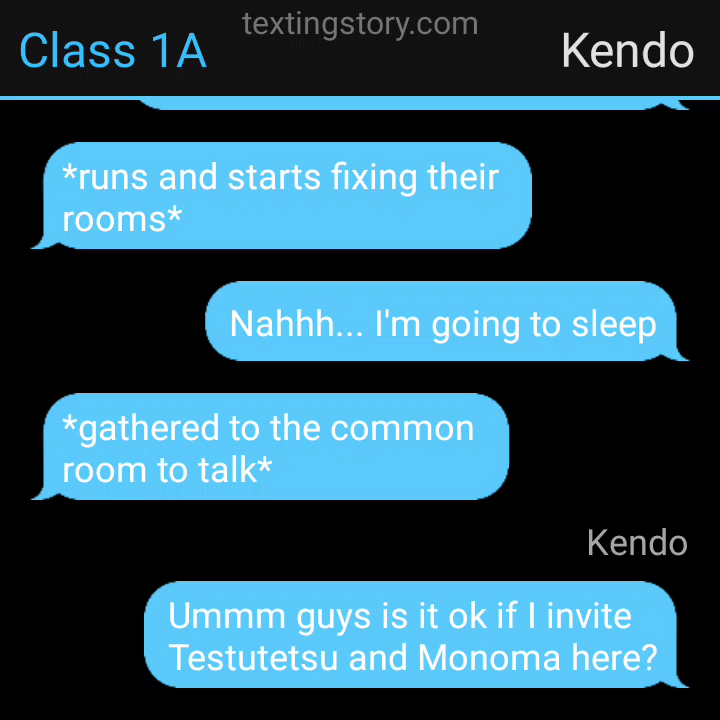 textingstory.com
Class 1A
Kendo
*runs and starts fixing their
rooms*
Nahhh... I'm going to sleep
*gathered to the common
room to talk*
Kendo
Ummm guys is it ok if I invite
Testutetsu and Monoma here?